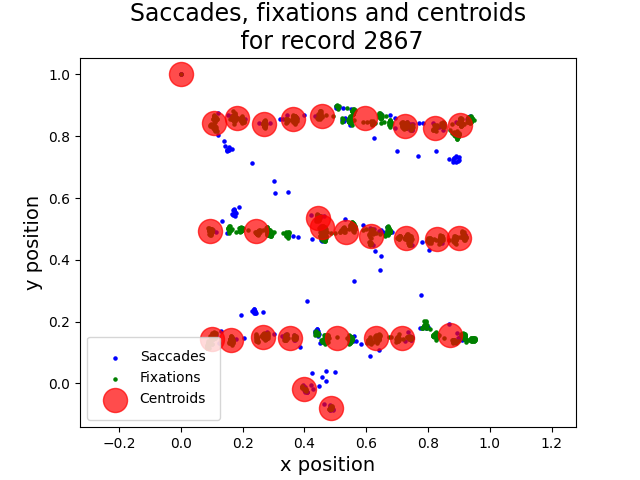 Saccades, fixations and centroids
for record 2867
y position
1.0
0.8
0.6
0.4
0.2
0.0
Saccades
Fixations
Centroids
−0.2
0.0
0.2
0.4
0.6
0.8
1.0
1.2
x position